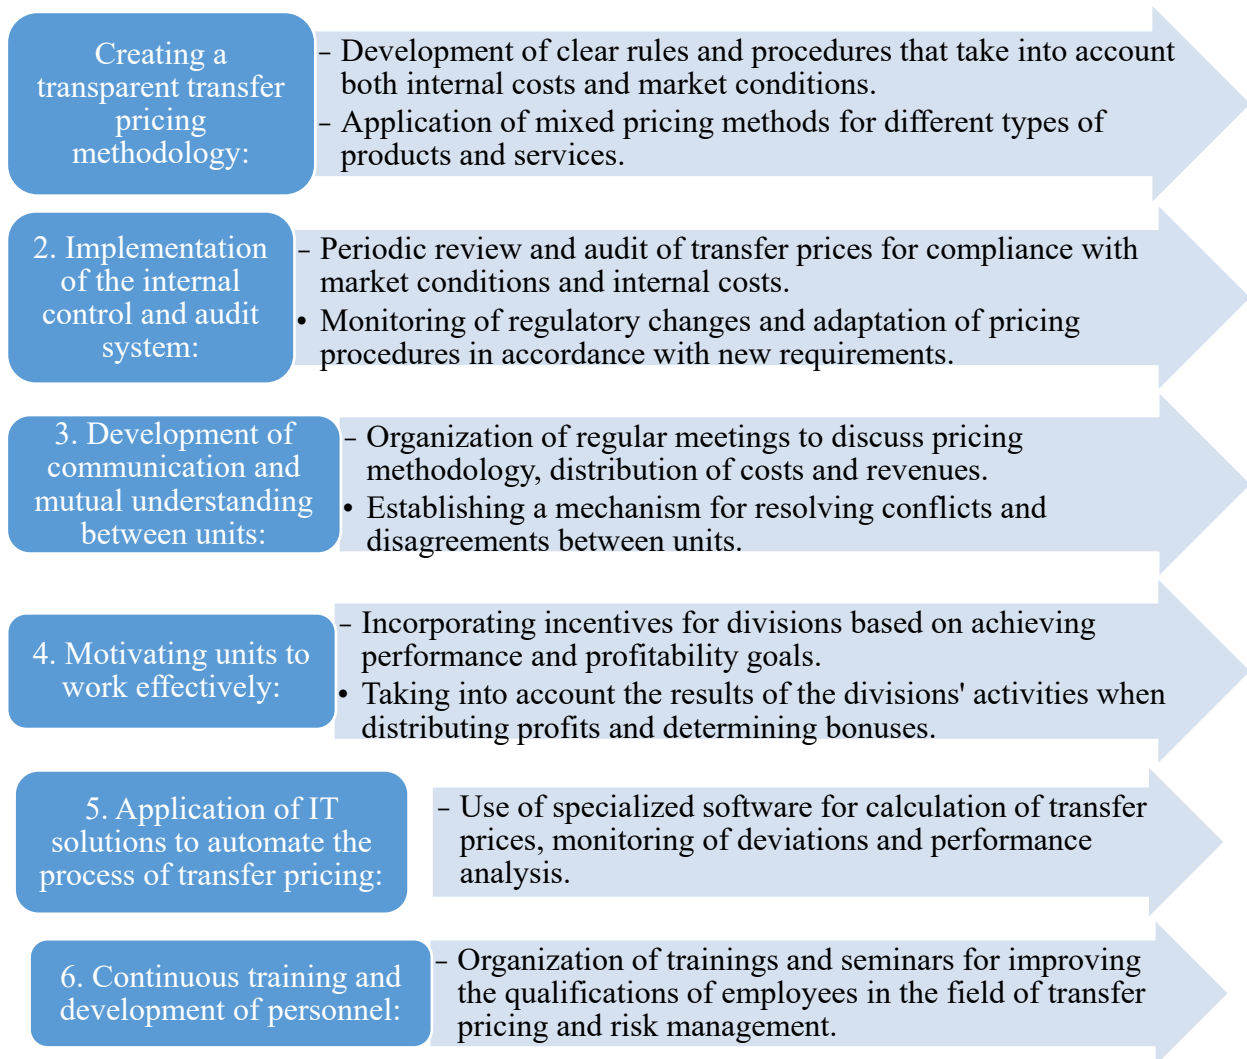 Creating a
transparent transfer
pricing
methodology:
– Development of clear rules and procedures that take into account
both internal costs and market conditions.
– Application of mixed pricing methods for different types of
products and services.
2. Implementation
of the internal
control and audit
system:
– Periodic review and audit of transfer prices for compliance with
market conditions and internal costs.
• Monitoring of regulatory changes and adaptation of pricing
procedures in accordance with new requirements.
3. Development of
communication and
mutual understanding
between units:
– Organization of regular meetings to discuss pricing
methodology, distribution of costs and revenues.
• Establishing a mechanism for resolving conflicts and
disagreements between units.
4. Motivating units to
work effectively:
– Incorporating incentives for divisions based on achieving
performance and profitability goals.
• Taking into account the results of the divisions' activities when
distributing profits and determining bonuses.
5. Application of IT
solutions to automate the
process of transfer pricing:
– Use of specialized software for calculation of transfer
prices, monitoring of deviations and performance
analysis.
6. Continuous training and
development of personnel:
– Organization of trainings and seminars for improving
the qualifications of employees in the field of transfer
pricing and risk management.